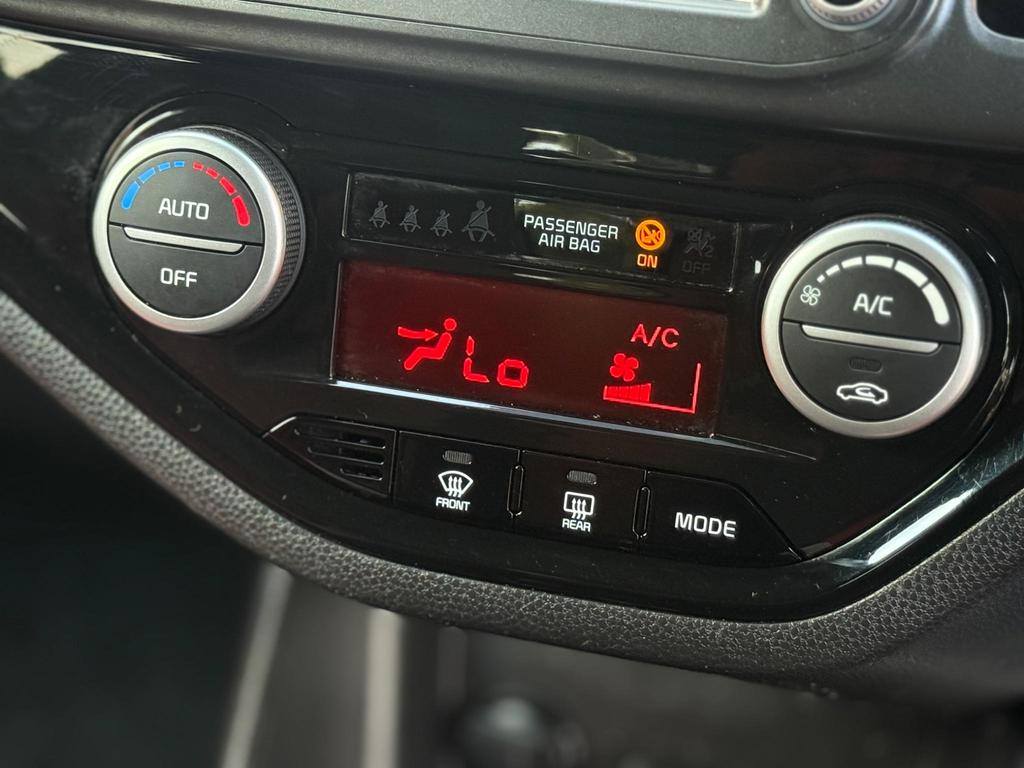 AUTO
OFF
PASSENGER
AIR BAG
ON
OFF
A/C
LO
A/C
FRONT
REAR
MODE